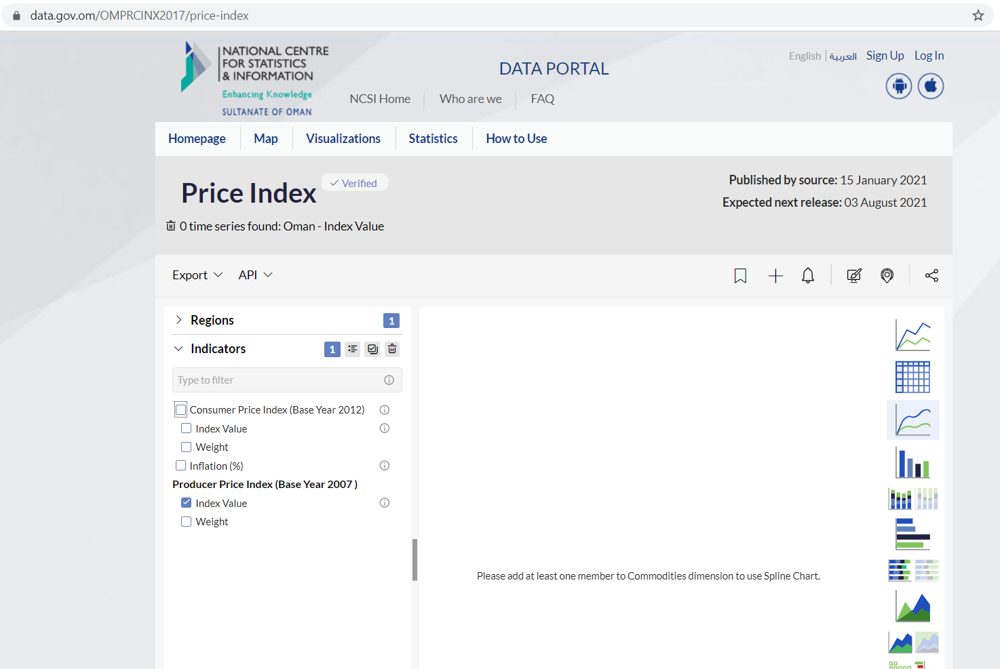 data.gov.om/OMPRCINX2017/price-index
NATIONAL CENTRE
FOR STATISTICS
& INFORMATION
Enhancing Knowledge
SULTANATE OF OMAN
DATA PORTAL
English العربية Sign Up Log In
NCSI Home Who are we FAQ
Homepage Map Visualizations Statistics How to Use
Price Index Verified
Published by source: 15 January 2021
Expected next release: 03 August 2021
0 time series found: Oman - Index Value
Export API
Regions 1
Indicators 1
Type to filter
Consumer Price Index (Base Year 2012)
Index Value
Weight
Inflation (%)
Producer Price Index (Base Year 2007 )
Index Value
Weight
Please add at least one member to Commodities dimension to use Spline Chart.